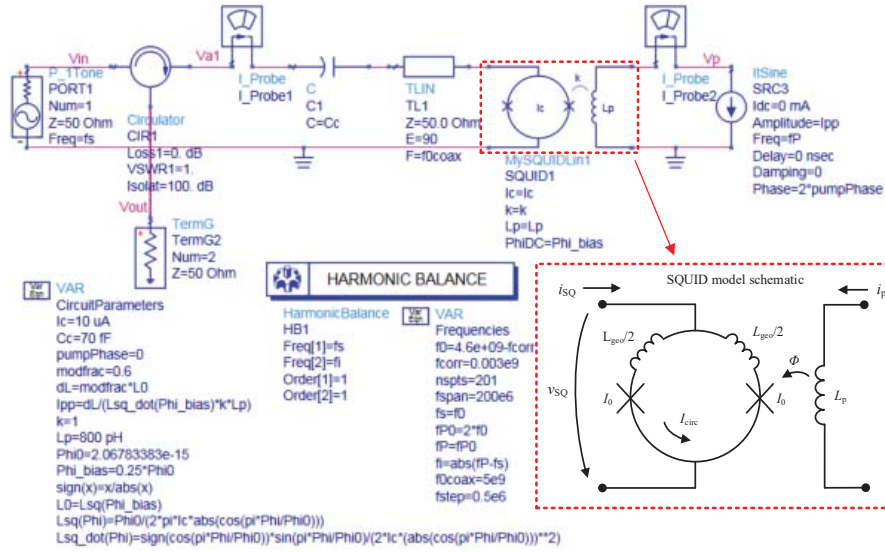 Vin
Va1
Vp
P_1Tone
PORT1
Num=1
Z=50 Ohm
Freq=fs
Circulator
CIR1
Loss1=0. dB
VSWR1=1.
Isolat=100. dB
I_Probe
I_Probe1
C
C1
C=Cc
TLIN
TL1
Z=50.0 Ohm
E=90
F=f0coax
k
Ic
Lp
MySQUIDLin1
SQUID1
Ic=Ic
k=k
Lp=Lp
PhiDC=Phi_bias
I_Probe
I_Probe2
ItSine
SRC3
Idc=0 mA
Amplitude=Ipp
Freq=fP
Delay=0 nsec
Damping=0
Phase=2*pumpPhase
Vout
TermG
TermG2
Num=2
Z=50 Ohm
Var
Eqn
VAR
CircuitParameters
Ic=10 uA
Cc=70 fF
pumpPhase=0
modfrac=0.6
dL=modfrac*L0
Ipp=dL/(Lsq_dot(Phi_bias)*k*Lp)
k=1
Lp=800 pH
Phi0=2.06783383e-15
Phi_bias=0.25*Phi0
sign(x)=x/abs(x)
L0=Lsq(Phi_bias)
Lsq(Phi)=Phi0/(2*pi*Ic*abs(cos(pi*Phi/Phi0)))
Lsq_dot(Phi)=sign(cos(pi*Phi/Phi0))*sin(pi*Phi/Phi0)/(2*Ic*(abs(cos(pi*Phi/Phi0)))**2)
HARMONIC BALANCE
HarmonicBalance
HB1
Freq[1]=fs
Freq[2]=fi
Order[1]=1
Order[2]=1
Var
Eqn
VAR
Frequencies
f0=4.6e+09-fcorr
fcorr=0.003e9
nspts=201
fspan=200e6
fs=f0
fP0=2*f0
fP=fP0
fi=abs(fP-fs)
f0coax=5e9
fstep=0.5e6
SQUID model schematic
iSQ
ip
Lgeo/2
Lgeo/2
Φ
vSQ
I0
I0
Lp
Icirc